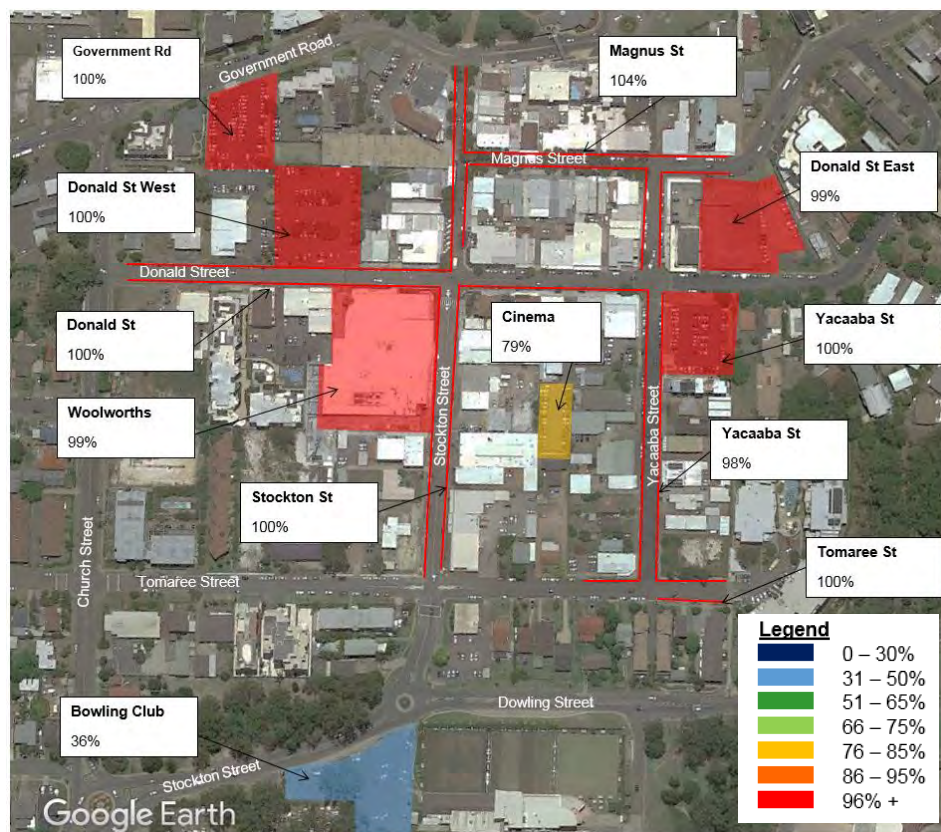 Government Rd
100%
Government Road
Magnus St
104%
Magnus Street
Donald St West
100%
Donald St East
99%
Donald Street
Donald St
100%
Cinema
79%
Yacaaba St
100%
Woolworths
99%
Stockton Street
Yacaaba Street
Yacaaba St
98%
Stockton St
100%
Church Street
Tomaree Street
Tomaree St
100%
Legend
0 – 30%
31 – 50%
51 – 65%
66 – 75%
76 – 85%
86 – 95%
96% +
Bowling Club
36%
Dowling Street
Stockton Street
Google Earth